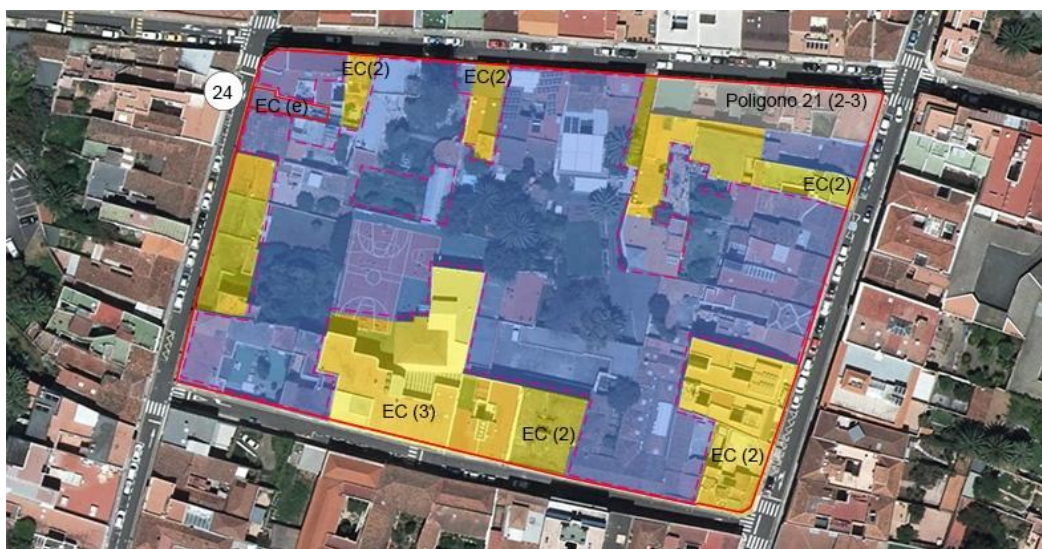 EC(2)
EC(2)
Poligono 21 (2-3)
24
EC (e)
EC(2)
EC (3)
EC (2)
EC (2)